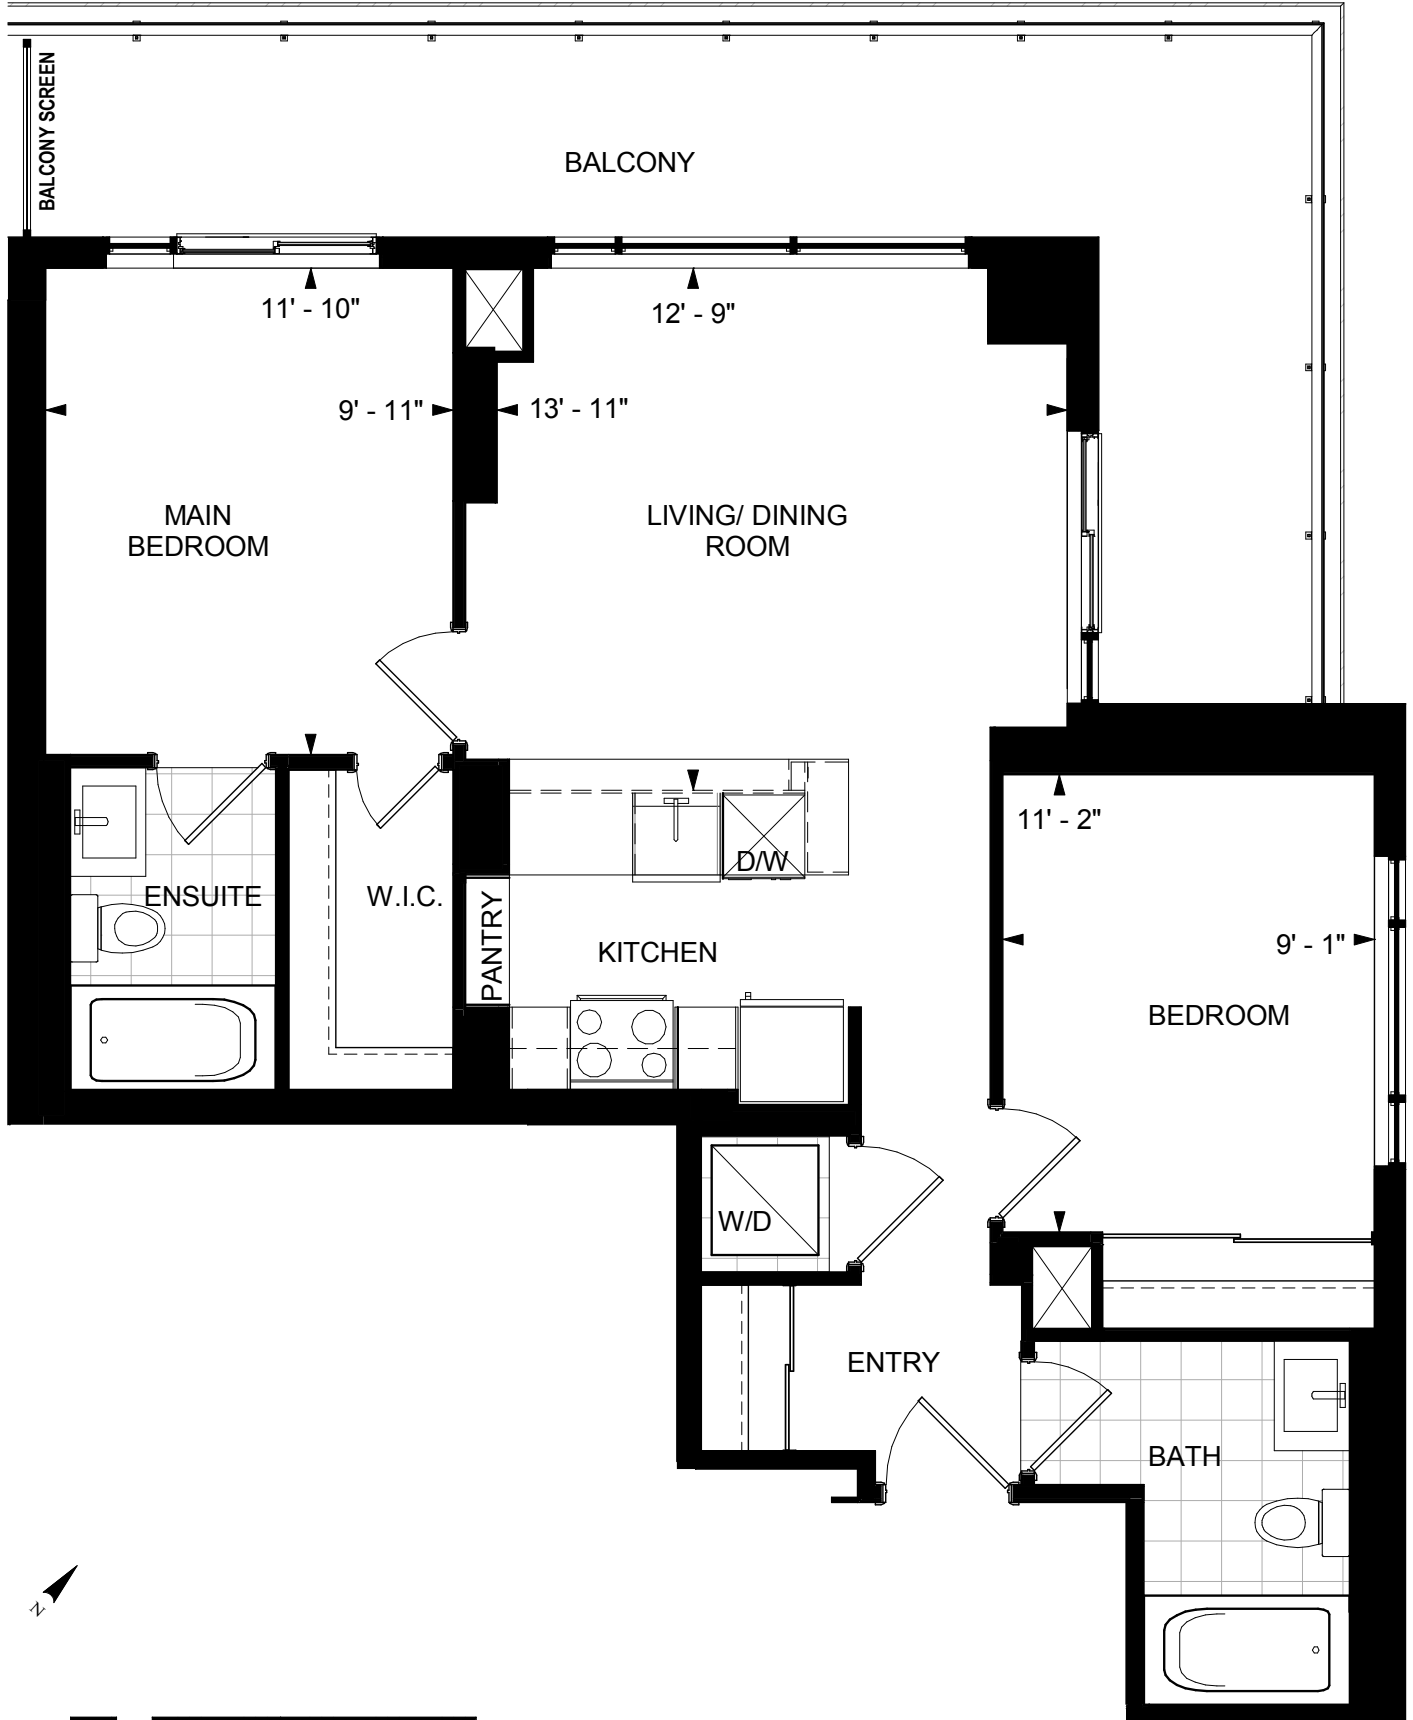 BALCONY SCREEN
BALCONY
11' - 10"
12' - 9"
9' - 11"
13' - 11"
MAIN
BEDROOM
LIVING/ DINING
ROOM
11' - 2"
D/W
ENSUITE
W.I.C.
PANTRY
KITCHEN
9' - 1"
BEDROOM
W/D
ENTRY
BATH
N